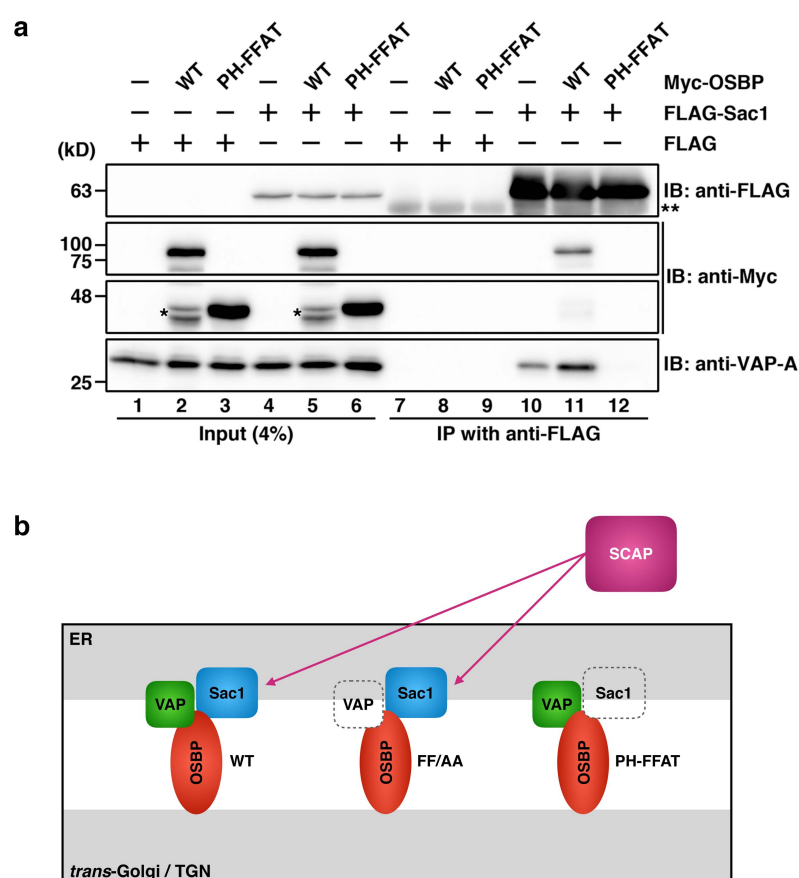 a
— WT PH-FFAT — WT PH-FFAT — WT PH-FFAT — WT PH-FFAT Myc-OSBP
— — — + + + — — — + + + FLAG-Sac1
+ + + — — — + + + — — — FLAG
(kD)
63 IB: anti-FLAG
**
100
75
IB: anti-Myc
48
* *
IB: anti-VAP-A
25
1 2 3 4 5 6 7 8 9 10 11 12
Input (4%) IP with anti-FLAG
b
SCAP
ER
VAP Sac1 VAP Sac1 VAP Sac1
OSBP WT OSBP FF/AA OSBP PH-FFAT
trans-Golgi / TGN